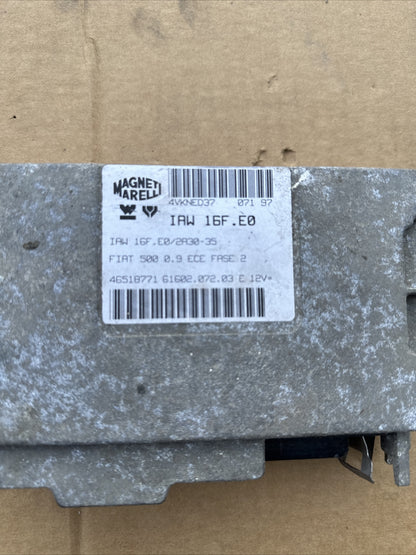 MAGNETI
MARELLI
4VKNED37 071 97
IAW 16F.E0
IAW 16F.E0/2A30-35
FIAT 500 0.9 ECE FASE 2
46518771 61602.072.03 E 12V=